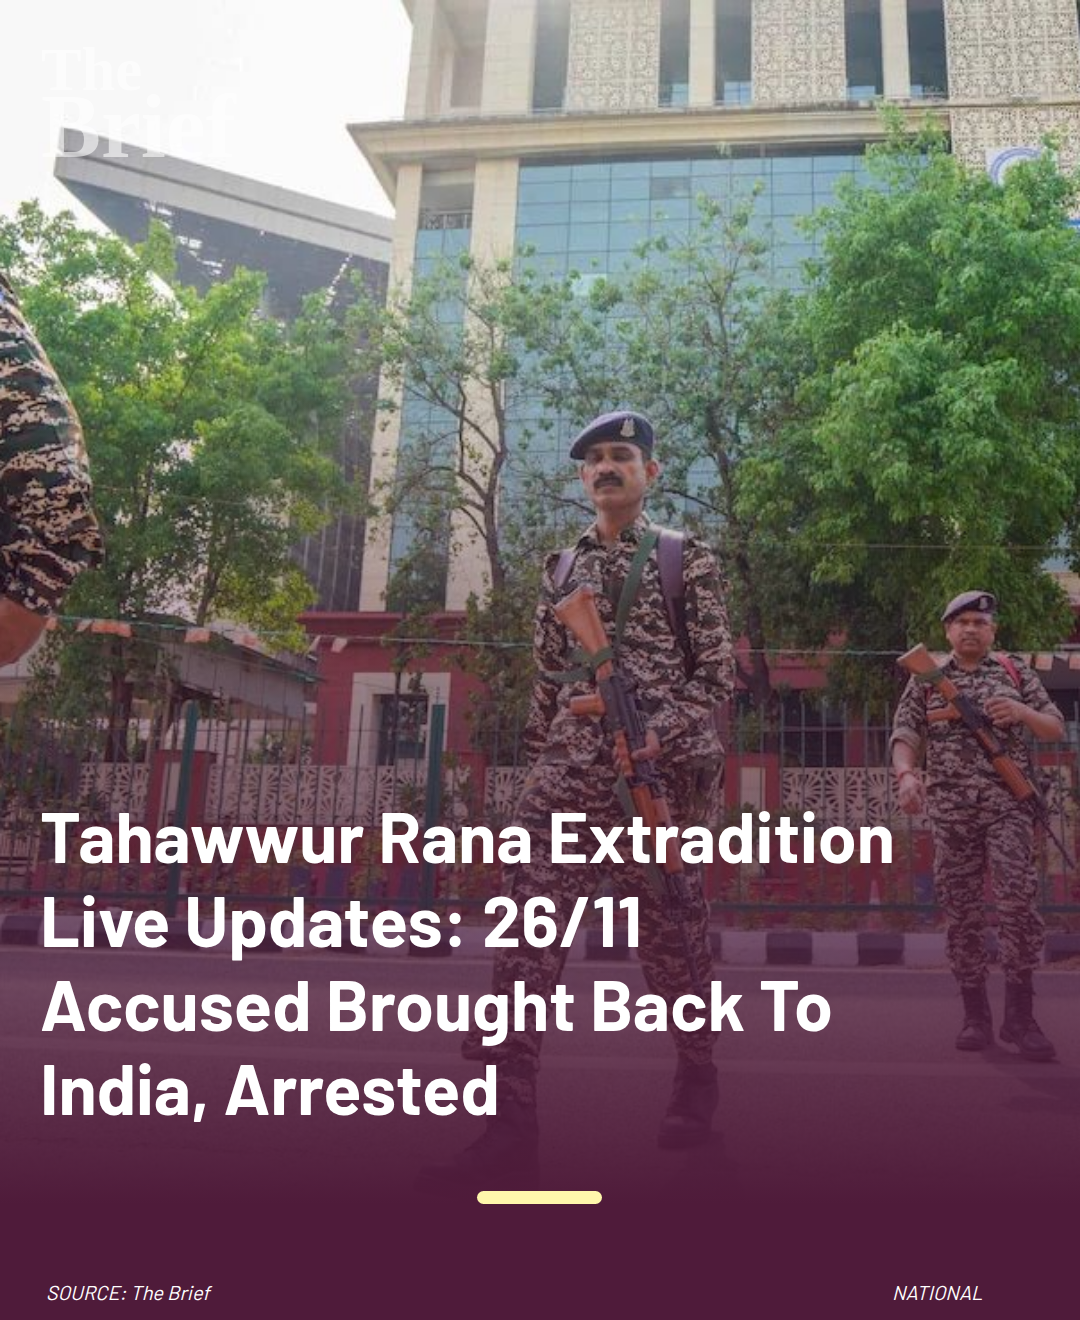 The
Brief
Tahawwur Rana Extradition
Live Updates: 26/11
Accused Brought Back To
India, Arrested
SOURCE: The Brief
NATIONAL